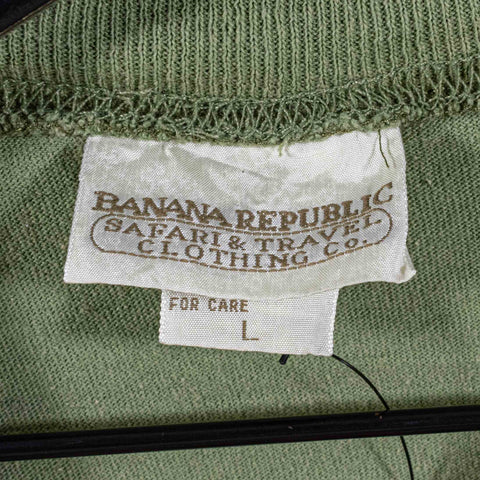 BANANA REPUBLIC
SAFARI & TRAVEL
CLOTHING Co.
FOR CARE
L